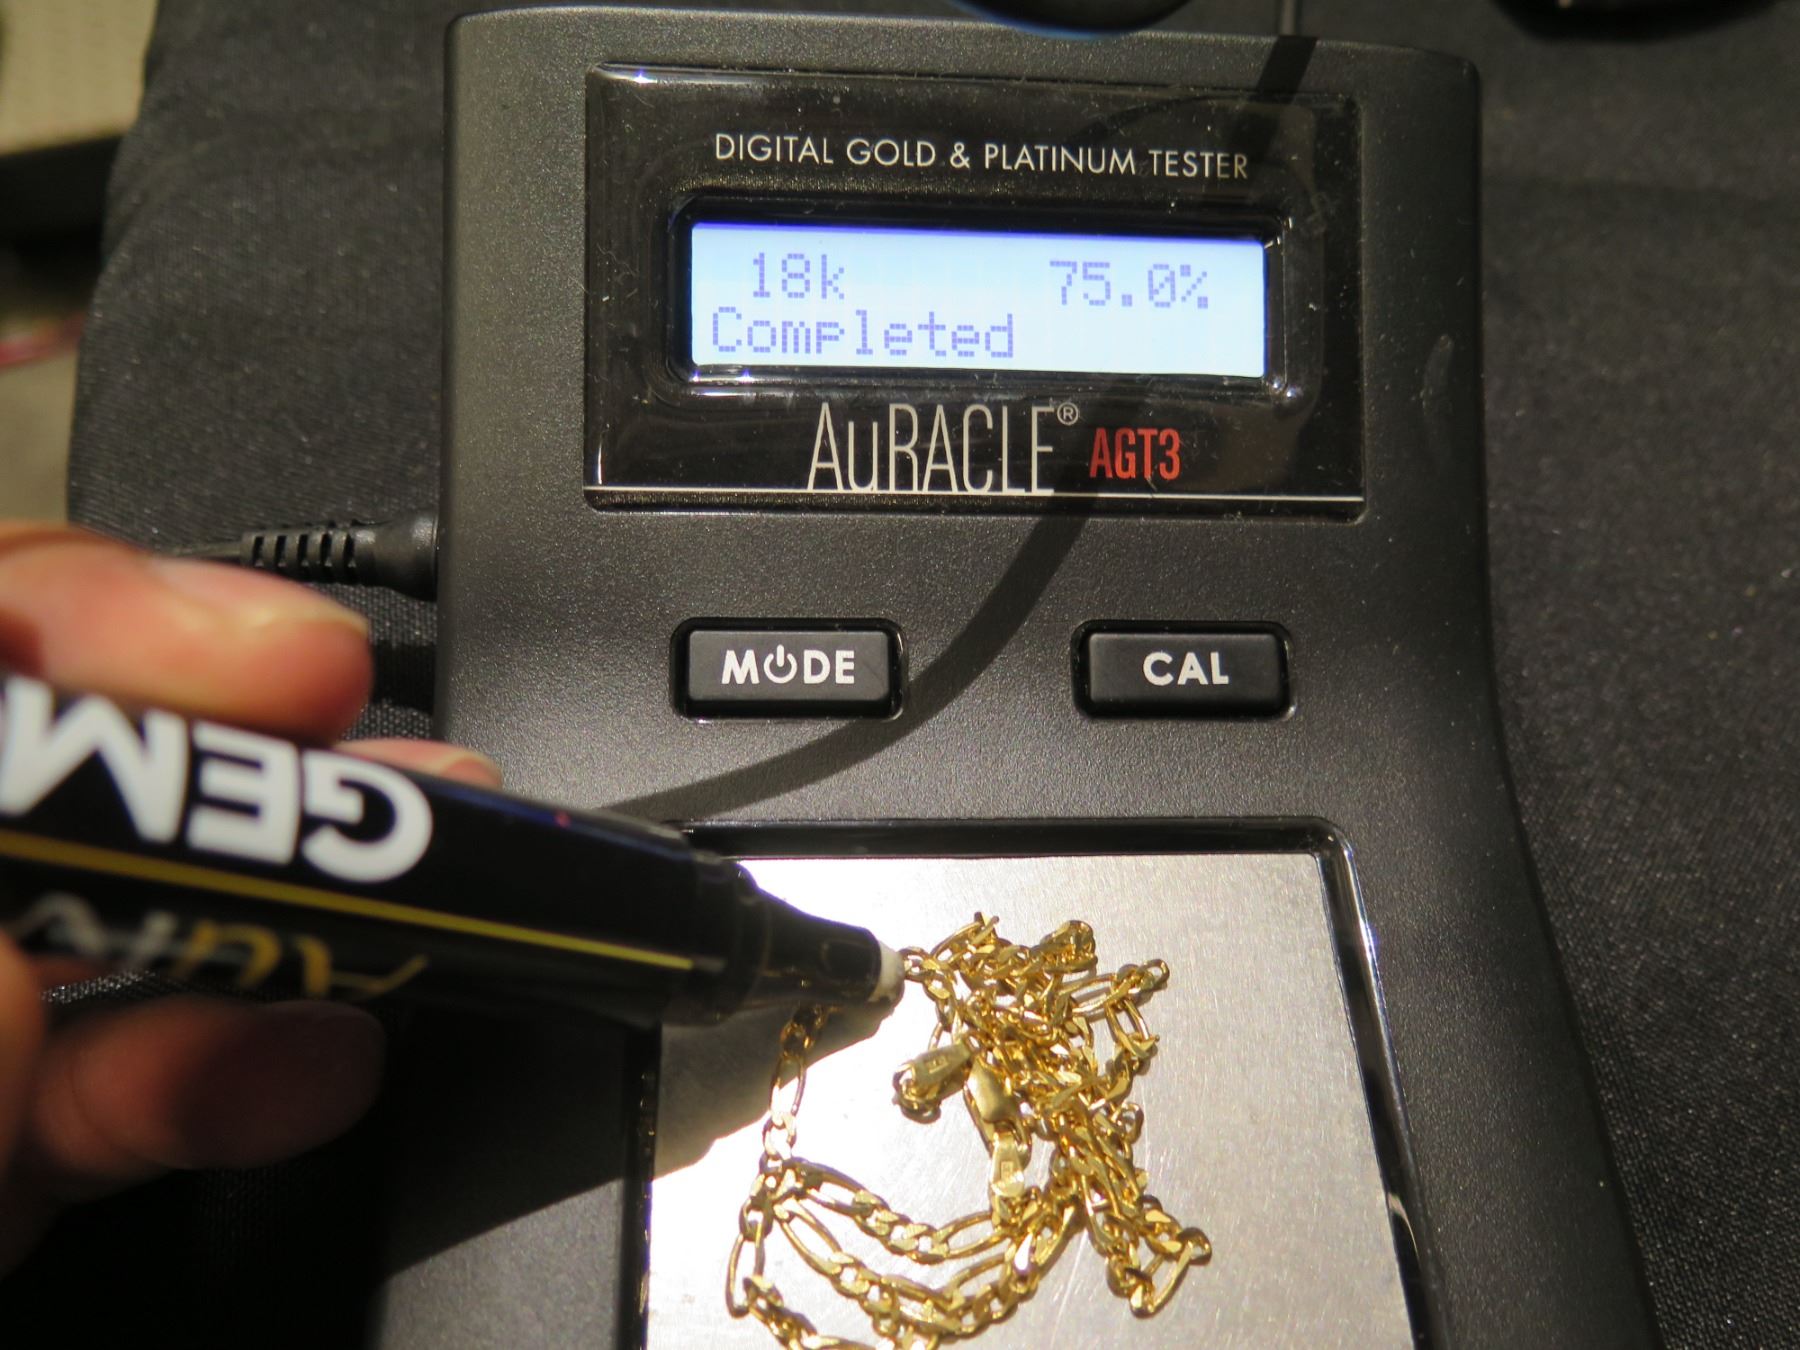 DIGITAL GOLD & PLATINUM TESTER
18k 75.0%
Completed
AuRACLE® AGT3
MODE CAL
GEM